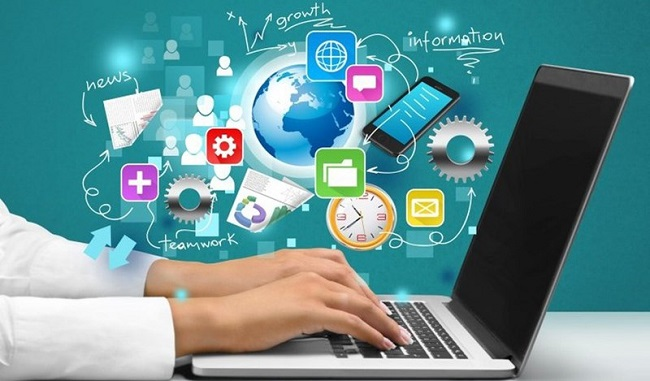 growth
x
y
information
news
teamwork